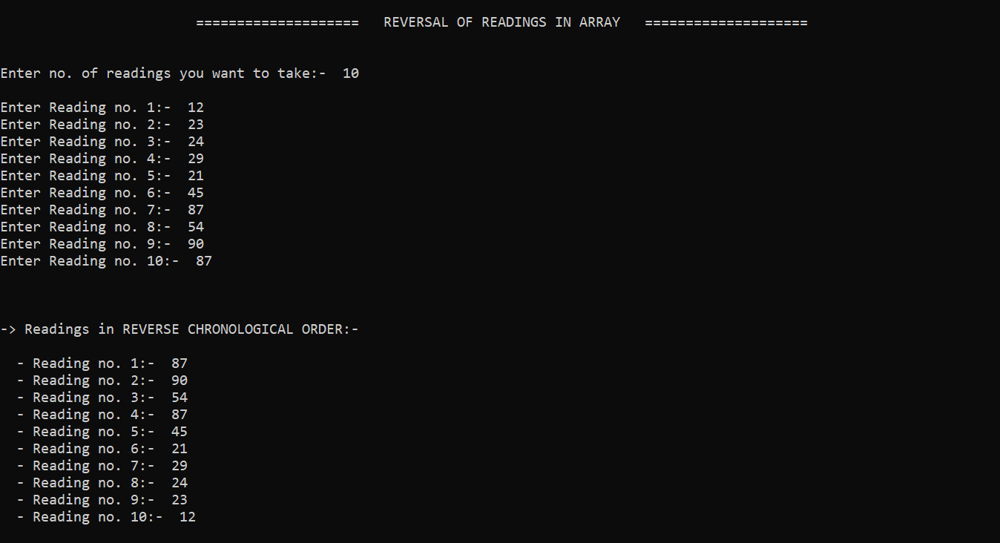 ====================   REVERSAL OF READINGS IN ARRAY   ====================
Enter no. of readings you want to take:-  10
Enter Reading no. 1:-  12
Enter Reading no. 2:-  23
Enter Reading no. 3:-  24
Enter Reading no. 4:-  29
Enter Reading no. 5:-  21
Enter Reading no. 6:-  45
Enter Reading no. 7:-  87
Enter Reading no. 8:-  54
Enter Reading no. 9:-  90
Enter Reading no. 10:-  87
-> Readings in REVERSE CHRONOLOGICAL ORDER:-
- Reading no. 1:-  87
- Reading no. 2:-  90
- Reading no. 3:-  54
- Reading no. 4:-  87
- Reading no. 5:-  45
- Reading no. 6:-  21
- Reading no. 7:-  29
- Reading no. 8:-  24
- Reading no. 9:-  23
- Reading no. 10:-  12